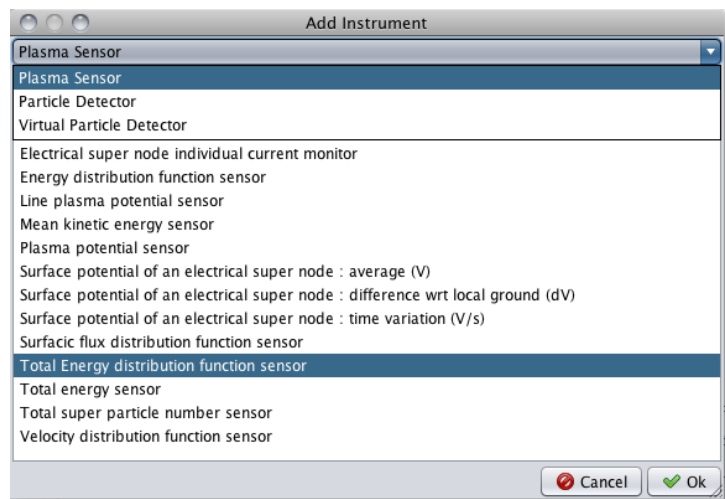 Add Instrument
Plasma Sensor
Plasma Sensor
Particle Detector
Virtual Particle Detector
Electrical super node individual current monitor
Energy distribution function sensor
Line plasma potential sensor
Mean kinetic energy sensor
Plasma potential sensor
Surface potential of an electrical super node : average (V)
Surface potential of an electrical super node : difference wrt local ground (dV)
Surface potential of an electrical super node : time variation (V/s)
Surfacic flux distribution function sensor
Total Energy distribution function sensor
Total energy sensor
Total super particle number sensor
Velocity distribution function sensor
Cancel Ok